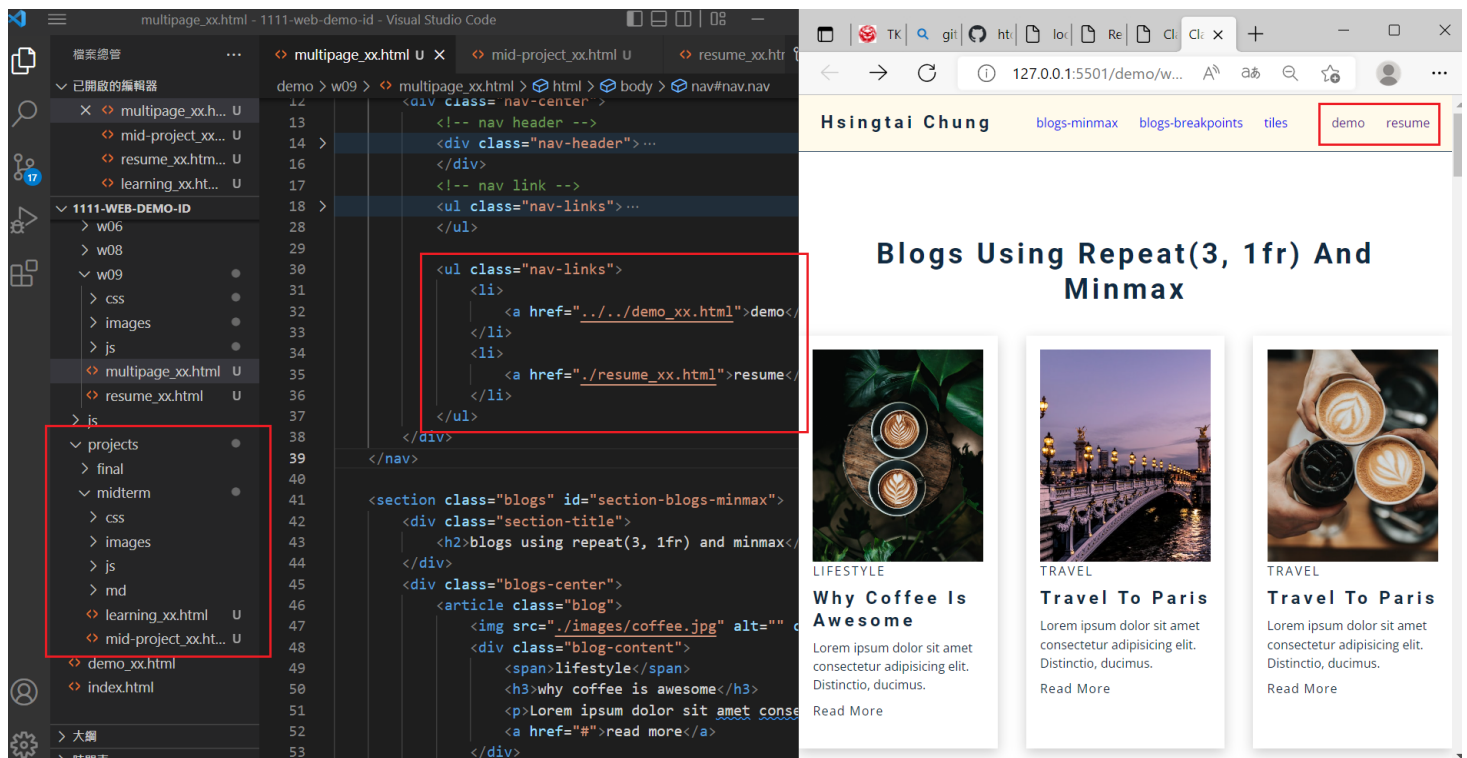 multipage_xx.html - 1111-web-demo-id - Visual Studio Code
檔案總管
已開啟的編輯器
multipage_xx.h... U
mid-project_xx... U
resume_xx.htm... U
learning_xx.ht... U
17
1111-WEB-DEMO-ID
w06
w08
w09
css
images
js
multipage_xx.html U
resume_xx.html U
js
projects
final
midterm
css
images
js
md
learning_xx.html U
mid-project_xx.ht... U
demo_xx.html
index.html
大綱
multipage_xx.html U
mid-project_xx.html U
resume_xx.htr
demo > w09 > multipage_xx.html > html > body > nav#nav.nav
12 <div class="nav-center">
13 <!-- nav header -->
14 <div class="nav-header">...
16 </div>
17 <!-- nav link -->
18 <ul class="nav-links">...
28 </ul>
29
30 <ul class="nav-links">
31 <li>
32 <a href="../../demo_xx.html">demo</
33 </li>
34 <li>
35 <a href="./resume_xx.html">resume</
36 </li>
37 </ul>
38 </div>
39 </nav>
40
41 <section class="blogs" id="section-blogs-minmax">
42 <div class="section-title">
43 <h2>blogs using repeat(3, 1fr) and minmax</
44 </div>
45 <div class="blogs-center">
46 <article class="blog">
47 <img src="./images/coffee.jpg" alt="" c
48 <div class="blog-content">
49 <span>lifestyle</span>
50 <h3>why coffee is awesome</h3>
51 <p>Lorem ipsum dolor sit amet conse
52 <a href="#">read more</a>
53 </div>
TK
git
ht
loc
Re
Cl
Cla
127.0.0.1:5501/demo/w...
あ
Hsingtai Chung
blogs-minmax blogs-breakpoints tiles demo resume
Blogs Using Repeat(3, 1fr) And
Minmax
LIFESTYLE
Why Coffee Is
Awesome
Lorem ipsum dolor sit amet
consectetur adipisicing elit.
Distinctio, ducimus.
Read More
TRAVEL
Travel To Paris
Lorem ipsum dolor sit amet
consectetur adipisicing elit.
Distinctio, ducimus.
Read More
TRAVEL
Travel To Paris
Lorem ipsum dolor sit amet
consectetur adipisicing elit.
Distinctio, ducimus.
Read More